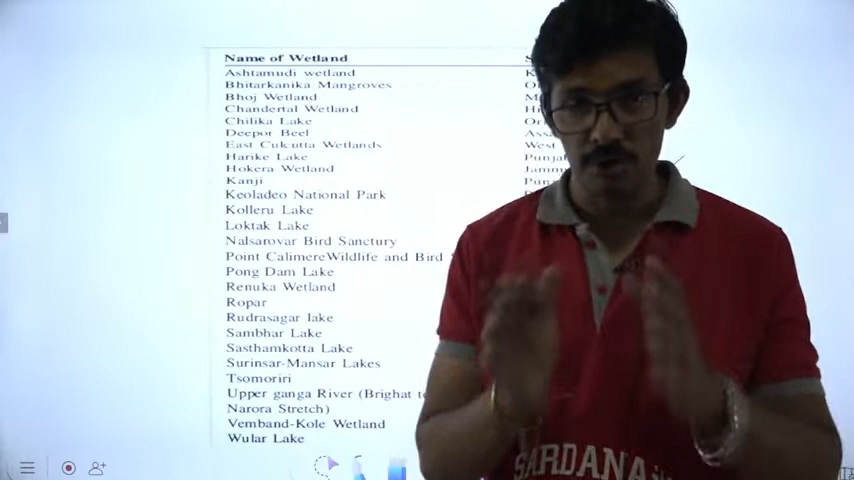 Name of Wetland
Ashtamudi wetland
Bhitarkanika Mangroves
Bhoj Wetland
Chandertal Wetland
Chilika Lake
Deepor Beel
East Culcutta Wetlands West
Harike Lake Punjab
Hokera Wetland Jammu
Kanji
Keoladeo National Park
Kolleru Lake
Loktak Lake
Nalsarovar Bird Sanctury
Point CalimereWildlife and Bird
Pong Dam Lake
Renuka Wetland
Ropar
Rudrasagar lake
Sambhar Lake
Sasthamkotta Lake
Surinsar-Mansar Lakes
Tsomoriri
Upper ganga River (Brighat
Narora Stretch)
Vemband-Kole Wetland
Wular Lake
SARDANA